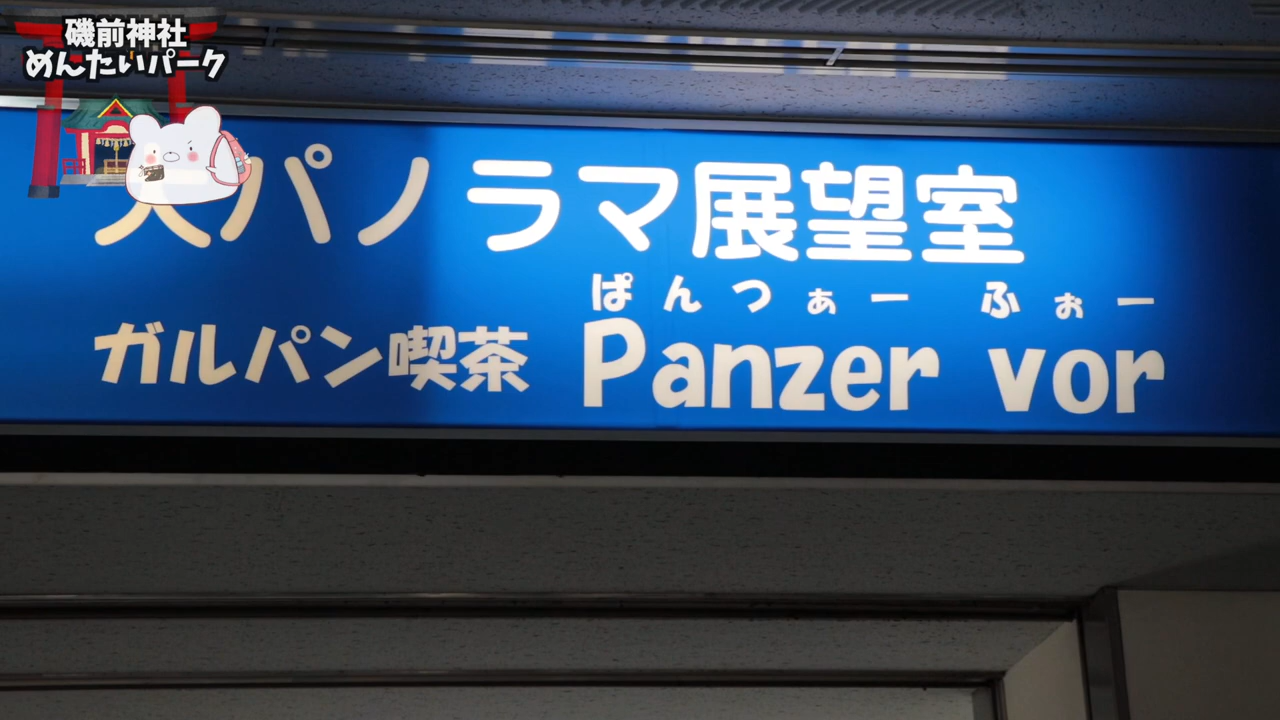 磯前神社
めんたいパーク
大パノラマ展望室
ぱんつぁー ふぉー
ガルパン喫茶 Panzer vor